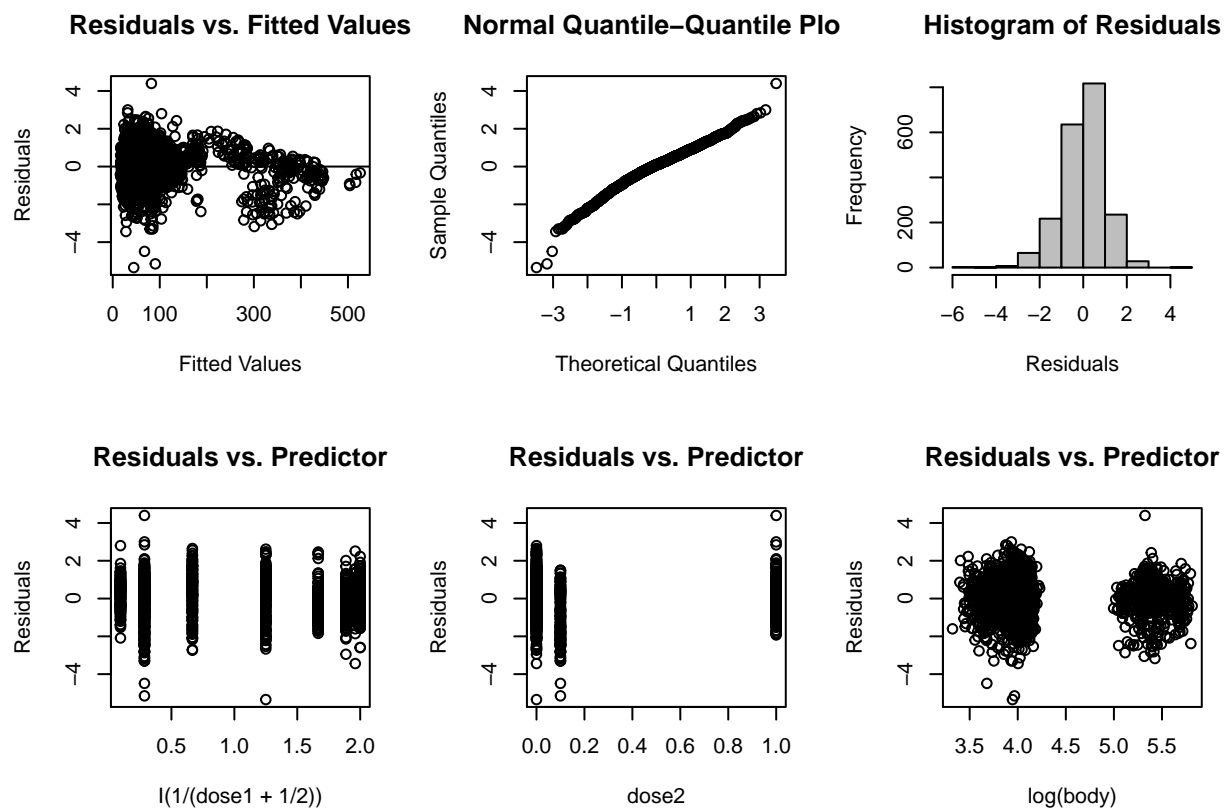 Residuals vs. Fitted Values
Residuals
4
2
0
−4
0
100
300
500
Fitted Values
Normal Quantile−Quantile Plo
Sample Quantiles
4
2
0
−4
−3
−1
1
2
3
Theoretical Quantiles
Histogram of Residuals
Frequency
600
200
0
−6
−4
−2
0
2
4
Residuals
Residuals vs. Predictor
Residuals
4
2
0
−4
0.5
1.0
1.5
2.0
I(1/(dose1 + 1/2))
Residuals vs. Predictor
Residuals
4
2
0
−4
0.0
0.2
0.4
0.6
0.8
1.0
dose2
Residuals vs. Predictor
Residuals
4
2
0
−4
3.5
4.0
4.5
5.0
5.5
log(body)